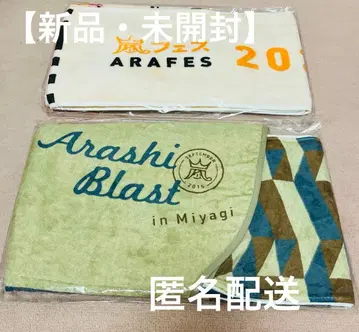 【新品・未開封】
嵐フェス
ARAFES 20
Arashi
Blast
SEPTEMBER
嵐
2015
in Miyagi
匿名配送